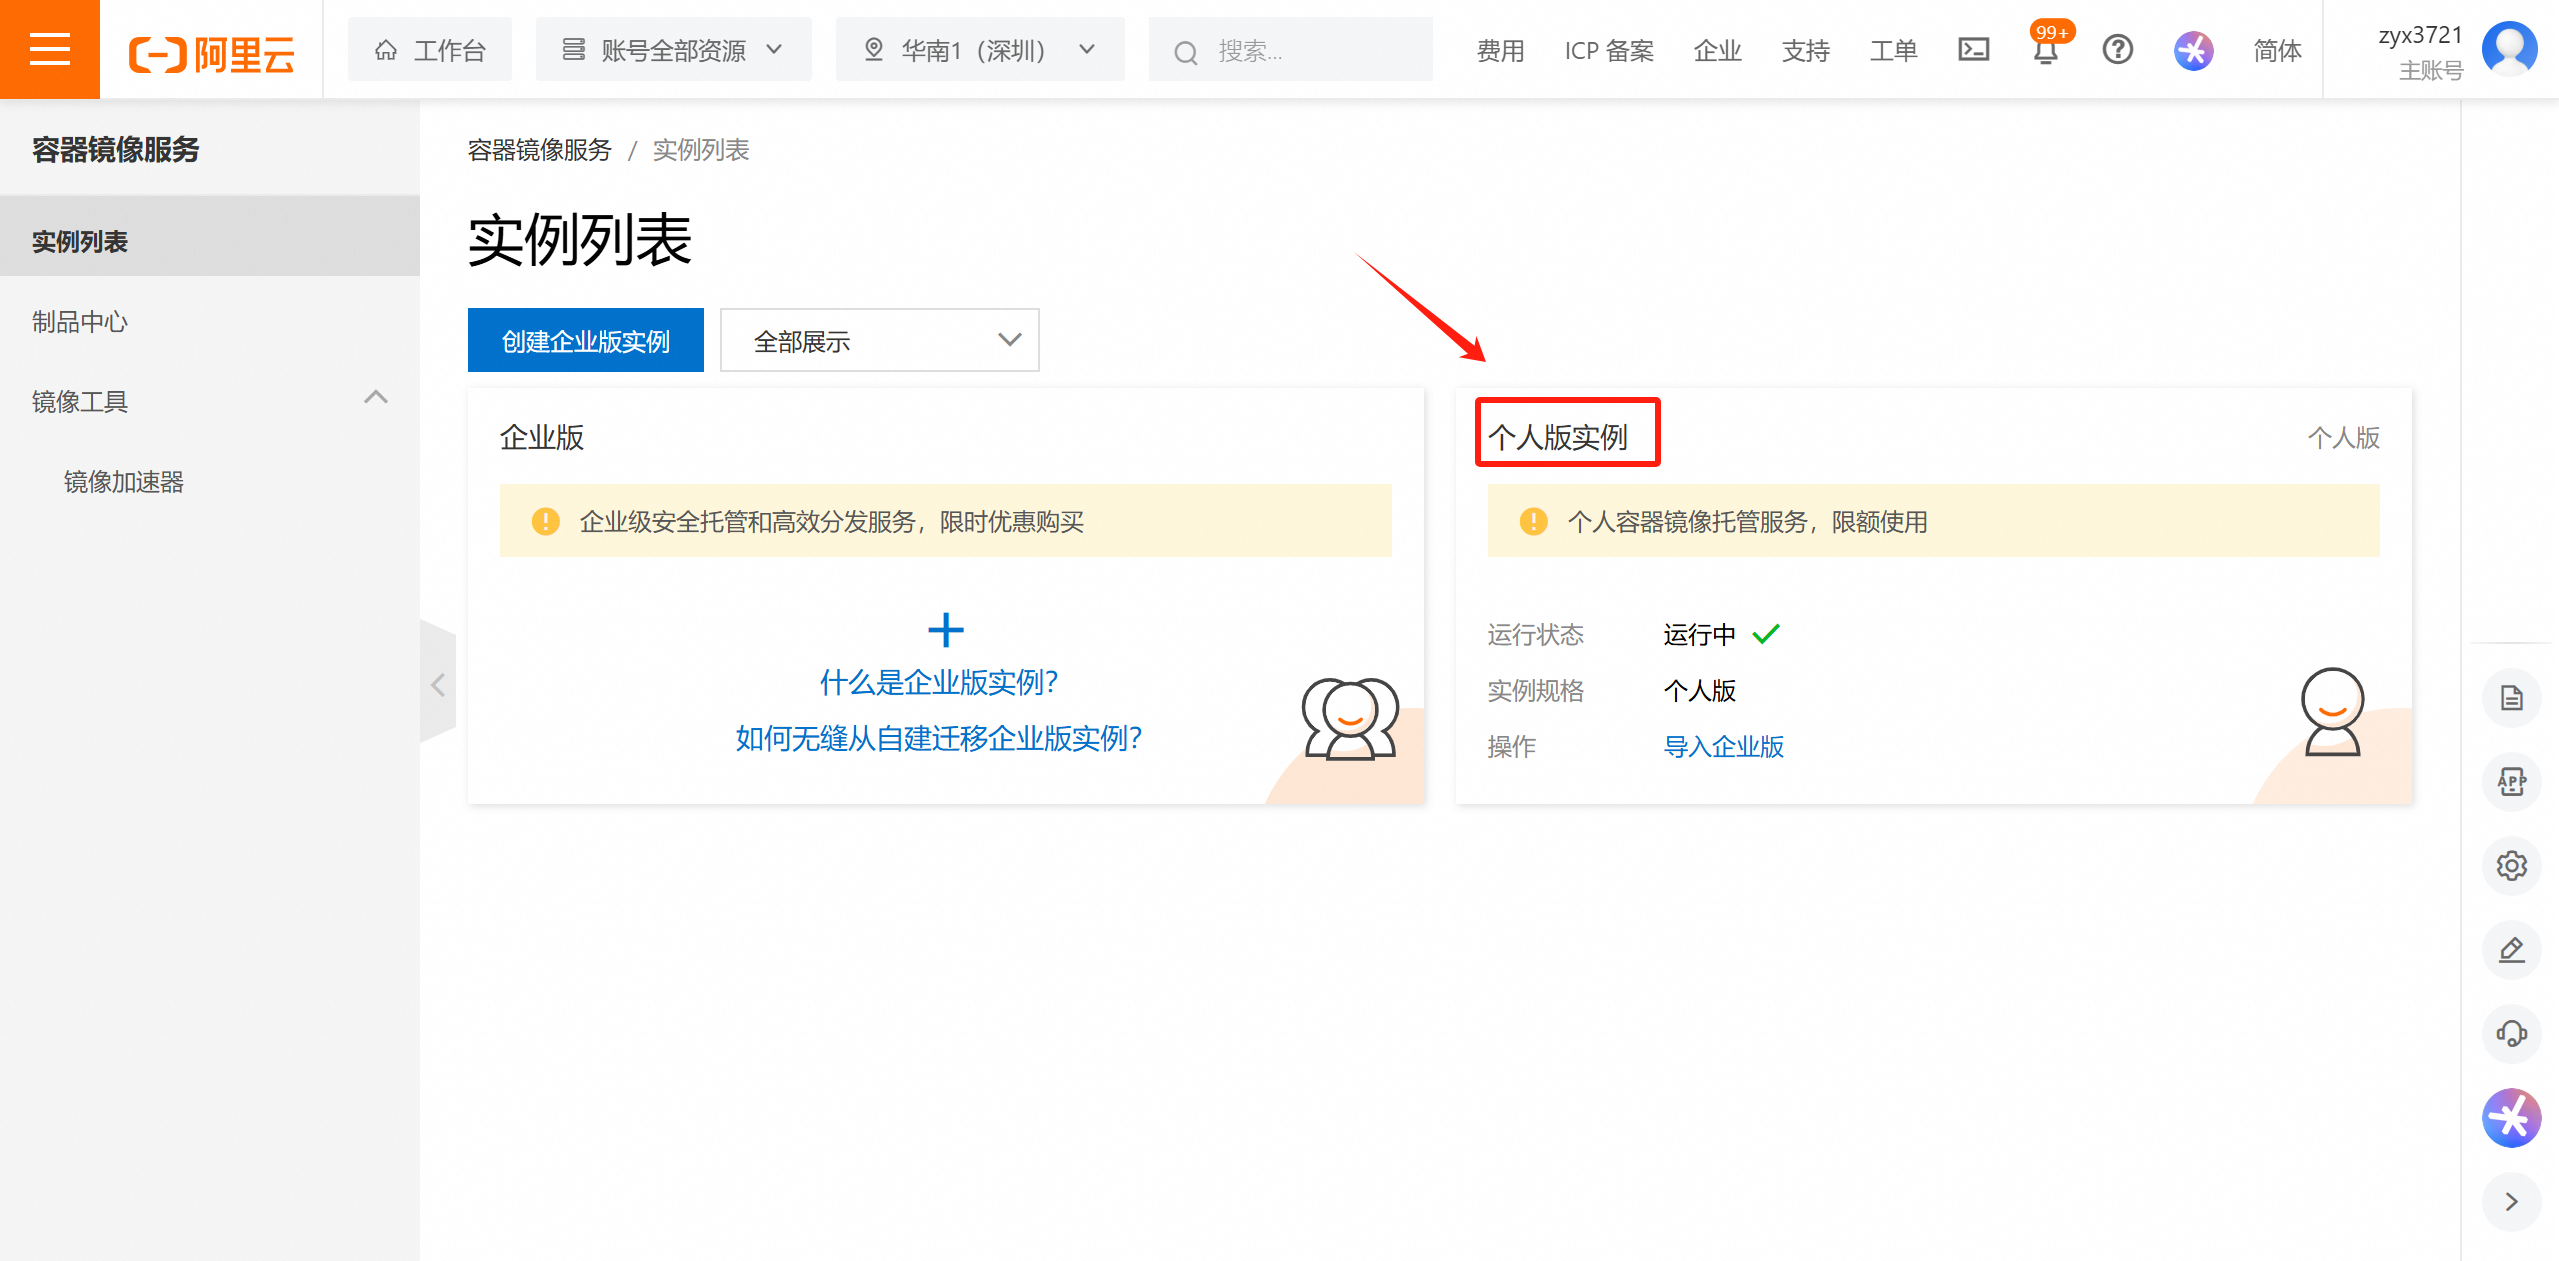 阿里云
工作台
账号全部资源
华南1（深圳）
搜索...
费用
ICP 备案
企业
支持
工单
99+
简体
zyx3721
主账号
容器镜像服务
实例列表
制品中心
镜像工具
镜像加速器
容器镜像服务 / 实例列表
实例列表
创建企业版实例
全部展示
企业版
企业级安全托管和高效分发服务，限时优惠购买
什么是企业版实例？
如何无缝从自建迁移企业版实例？
个人版实例
个人版
个人容器镜像托管服务，限额使用
运行状态 运行中
实例规格 个人版
操作 导入企业版
APP